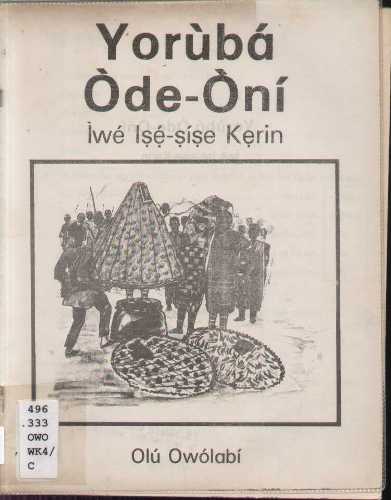 Yorùbá
Òde-Òní
Ìwé Iṣẹ́-ṣíṣe Kẹrin
496
.333
OWO
WK4/
C
Olú Owólabí